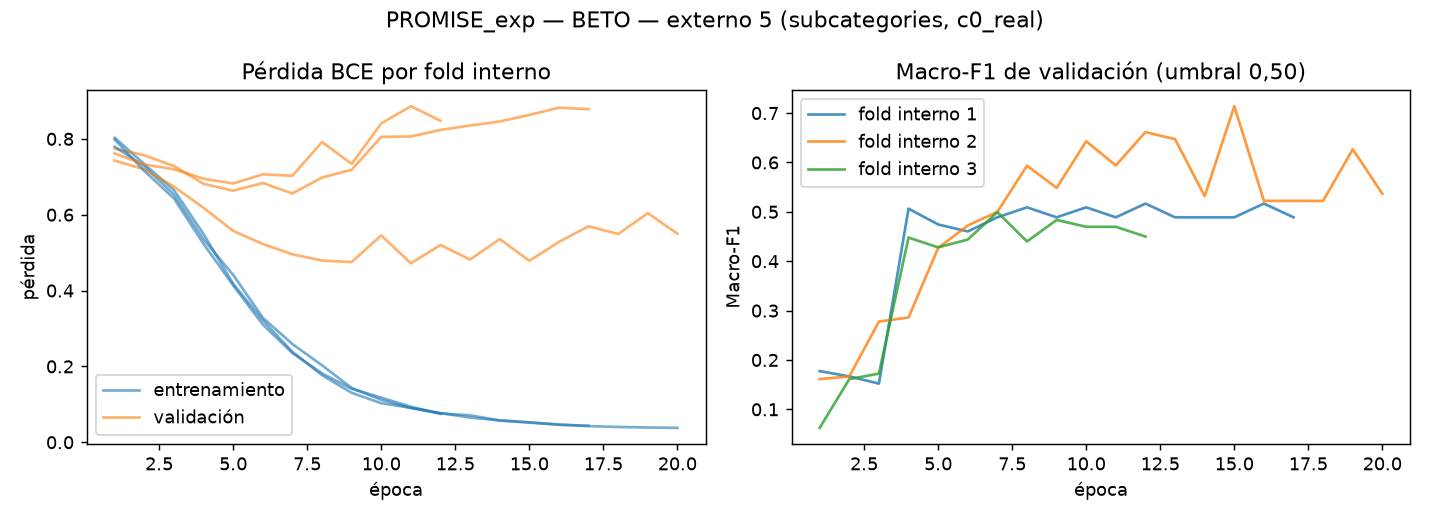 PROMISE_exp — BETO — externo 5 (subcategories, c0_real)
Pérdida BCE por fold interno
pérdida
0.8
0.6
0.4
0.2
0.0
entrenamiento
validación
2.5 5.0 7.5 10.0 12.5 15.0 17.5 20.0
época
Macro-F1 de validación (umbral 0,50)
Macro-F1
0.7
0.6
0.5
0.4
0.3
0.2
0.1
fold interno 1
fold interno 2
fold interno 3
2.5 5.0 7.5 10.0 12.5 15.0 17.5 20.0
época